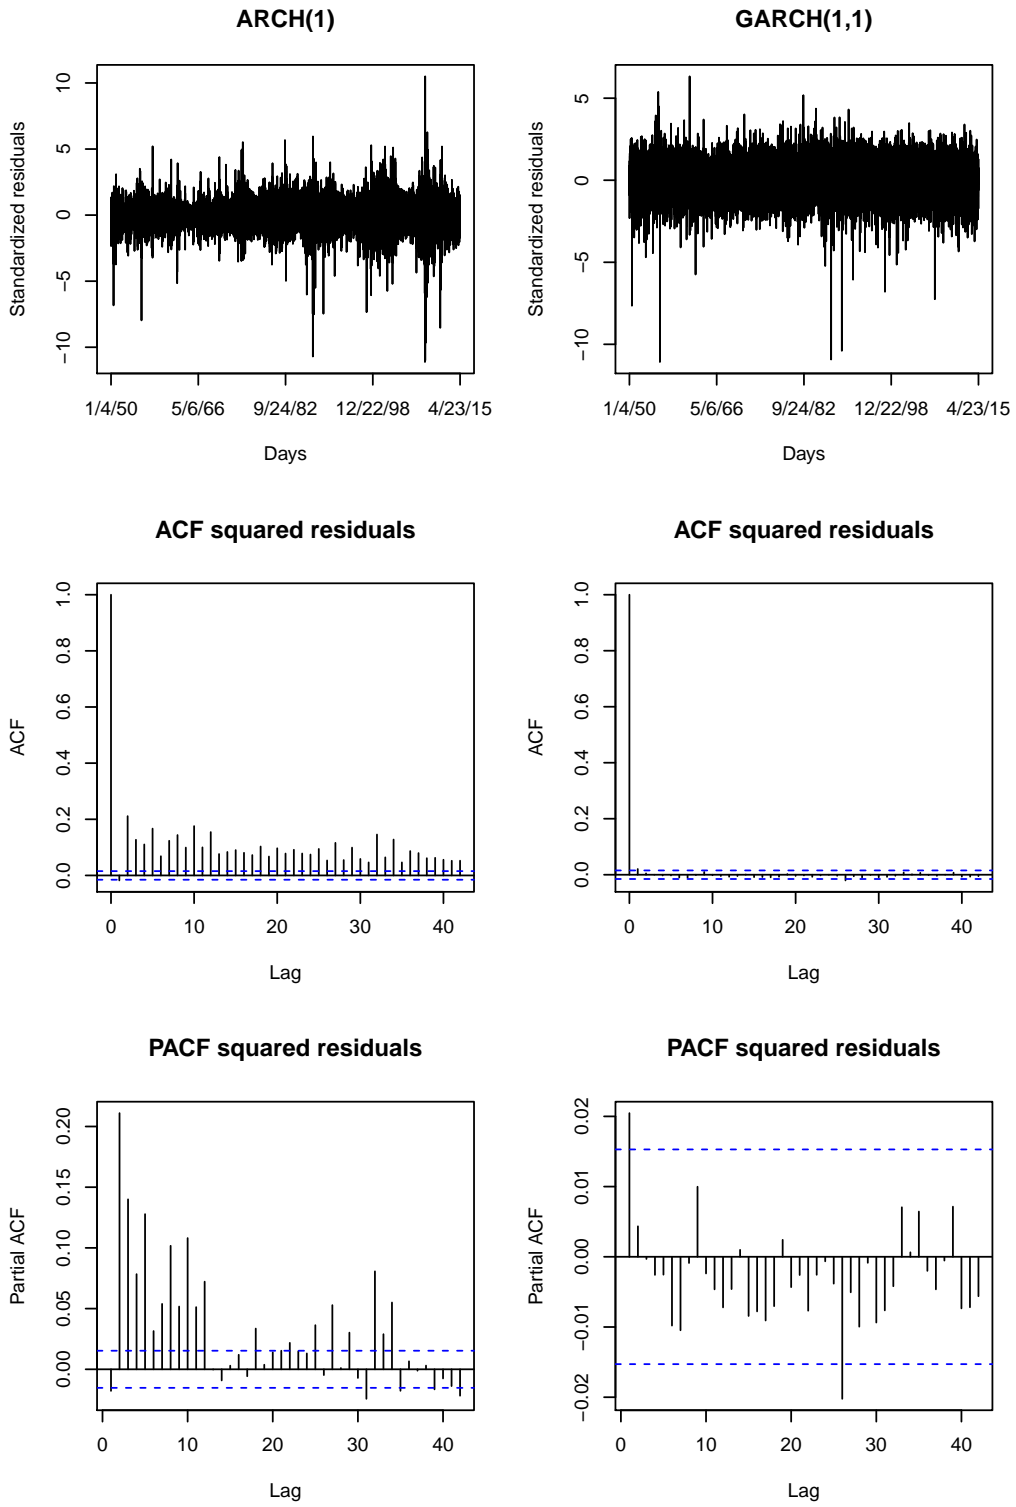 ARCH(1)
Standardized residuals
10
5
0
−5
−10
1/4/50 5/6/66 9/24/82 12/22/98 4/23/15
Days
GARCH(1,1)
Standardized residuals
5
0
−5
−10
1/4/50 5/6/66 9/24/82 12/22/98 4/23/15
Days
ACF squared residuals
ACF
1.0
0.8
0.6
0.4
0.2
0.0
0 10 20 30 40
Lag
ACF squared residuals
ACF
1.0
0.8
0.6
0.4
0.2
0.0
0 10 20 30 40
Lag
PACF squared residuals
Partial ACF
0.20
0.15
0.10
0.05
0.00
0 10 20 30 40
Lag
PACF squared residuals
Partial ACF
0.02
0.01
0.00
−0.01
−0.02
0 10 20 30 40
Lag